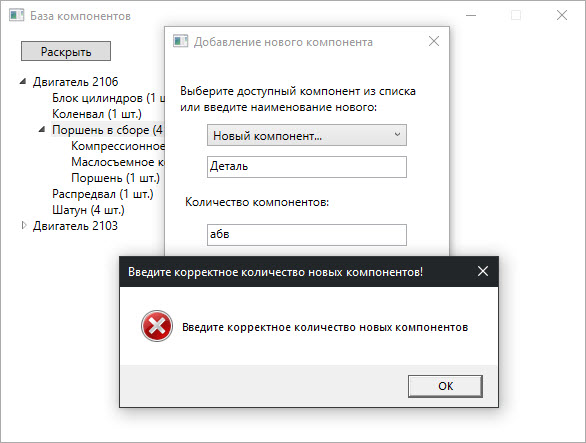 База компонентов
Раскрыть
Двигатель 2106
Блок цилиндров (1 ш
Коленвал (1 шт.)
Поршень в сборе (4
Компрессионное
Маслосъемное к
Поршень (1 шт.)
Распредвал (1 шт.)
Шатун (4 шт.)
Двигатель 2103
Добавление нового компонента
Выберите доступный компонент из списка
или введите наименование нового:
Новый компонент...
Деталь
Количество компонентов:
абв
Введите корректное количество новых компонентов!
Введите корректное количество новых компонентов
OK